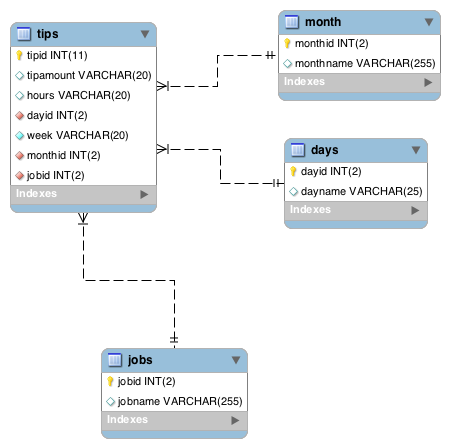 tips
tipid INT(11)
tipamount VARCHAR(20)
hours VARCHAR(20)
dayid INT(2)
week VARCHAR(20)
monthid INT(2)
jobid INT(2)
Indexes
month
monthid INT(2)
monthname VARCHAR(255)
Indexes
days
dayid INT(2)
dayname VARCHAR(25)
Indexes
jobs
jobid INT(2)
jobname VARCHAR(255)
Indexes